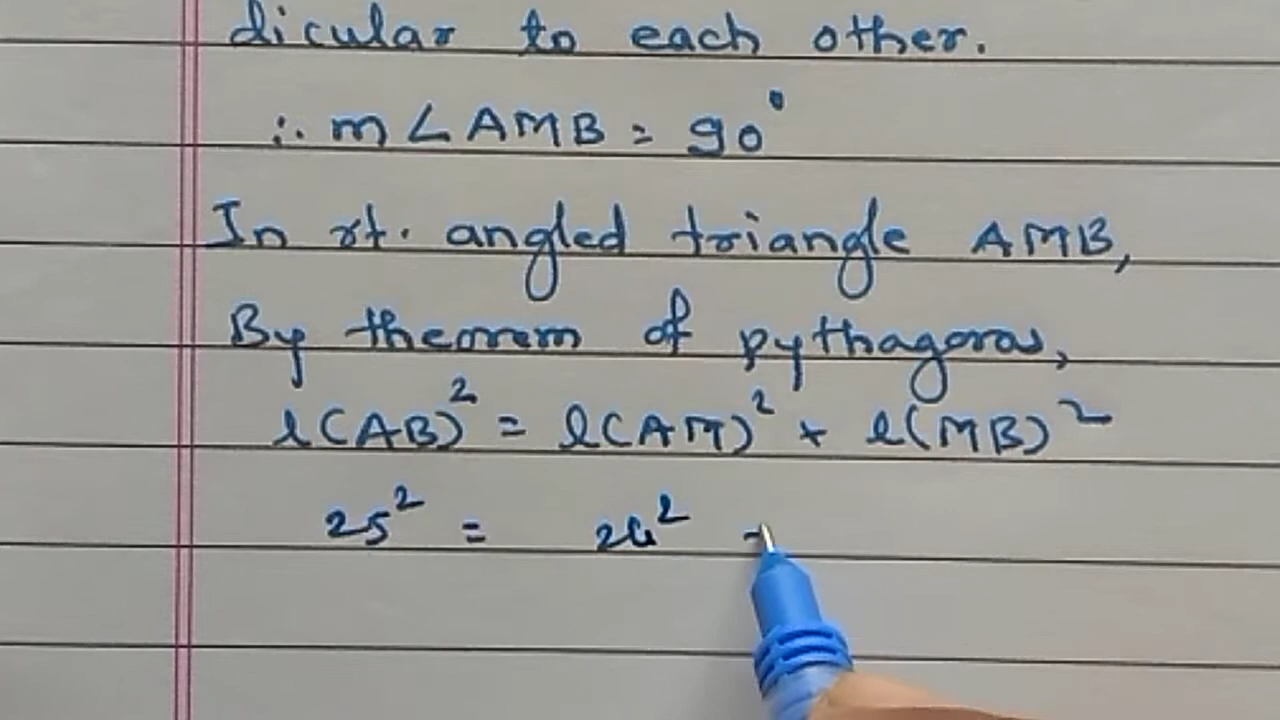 dicular to each other.
∴ m∠AMB = 90°
In rt. angled triangle AMB,
By theorem of pythagoras,
l(AB)² = l(AM)² + l(MB)²
25² = 24² -